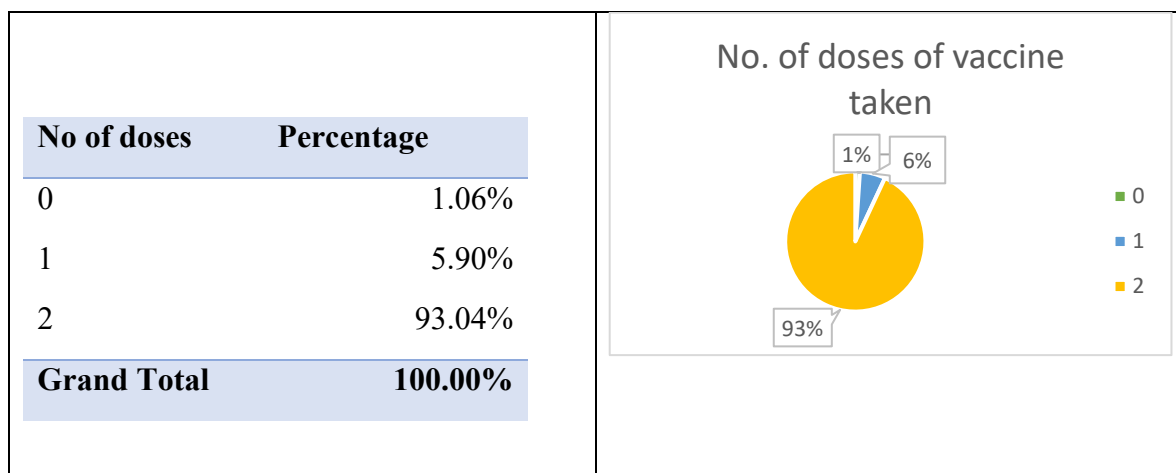 No of doses Percentage
0 1.06%
1 5.90%
2 93.04%
Grand Total 100.00%
No. of doses of vaccine
taken
1%
6%
93%
0
1
2